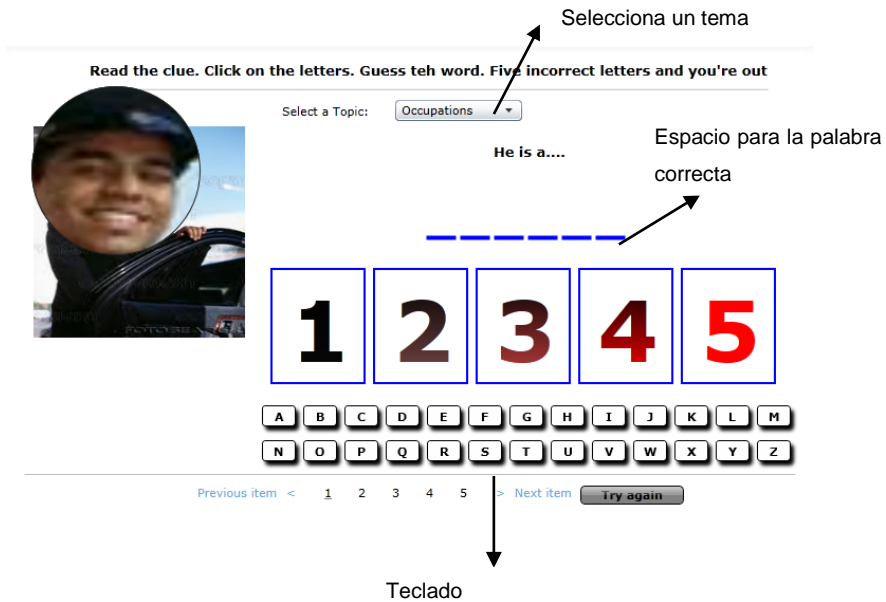 Selecciona un tema
Read the clue. Click on the letters. Guess teh word. Five incorrect letters and you're out
Select a Topic: Occupations
He is a....
Espacio para la palabra
correcta
1 2 3 4 5
A B C D E F G H I J K L M
N O P Q R S T U V W X Y Z
Previous item < 1 2 3 4 5 > Next item Try again
Teclado